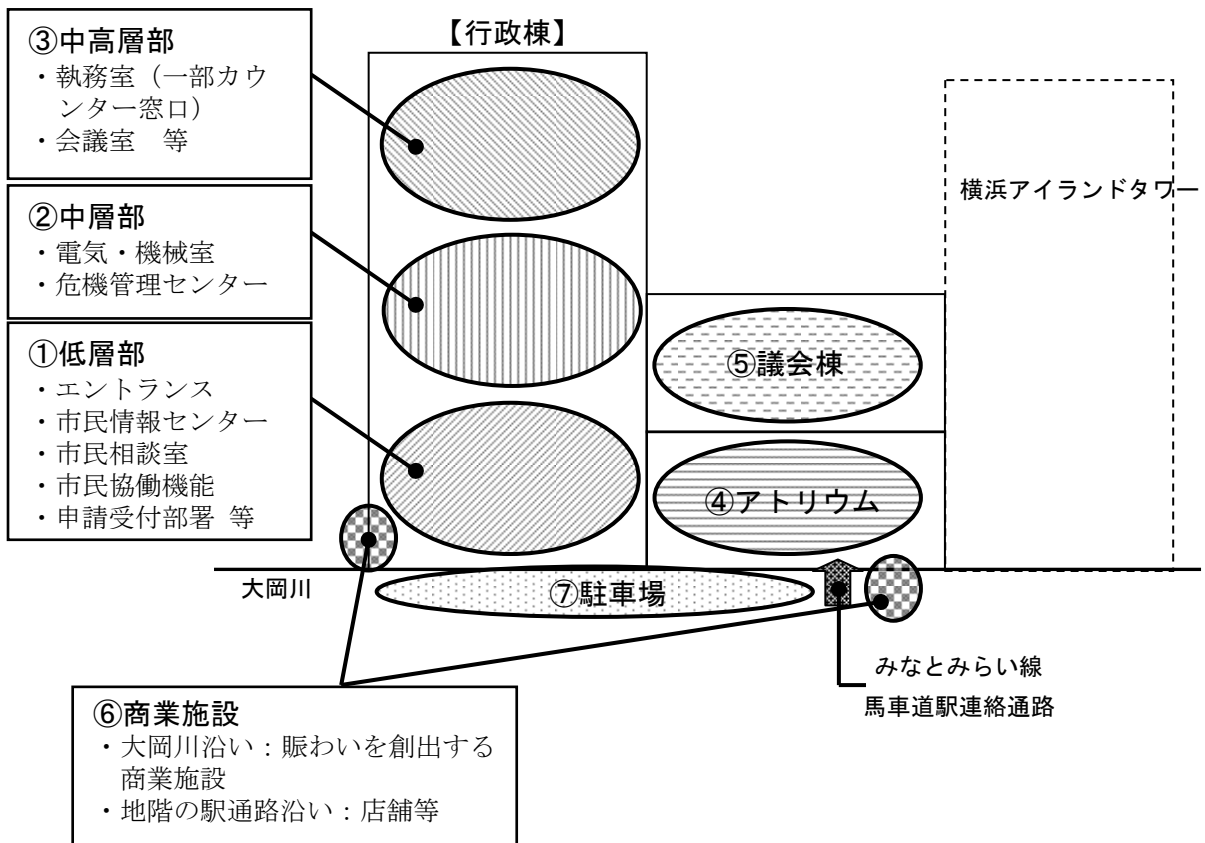 【行政棟】
③中高層部
・執務室（一部カウ
ンター窓口）
・会議室　等
②中層部
・電気・機械室
・危機管理センター
①低層部
・エントランス
・市民情報センター
・市民相談室
・市民協働機能
・申請受付部署 等
横浜アイランドタワー
⑤議会棟
④アトリウム
大岡川
⑦駐車場
みなとみらい線
馬車道駅連絡通路
⑥商業施設
・大岡川沿い：賑わいを創出する
商業施設
・地階の駅通路沿い：店舗等